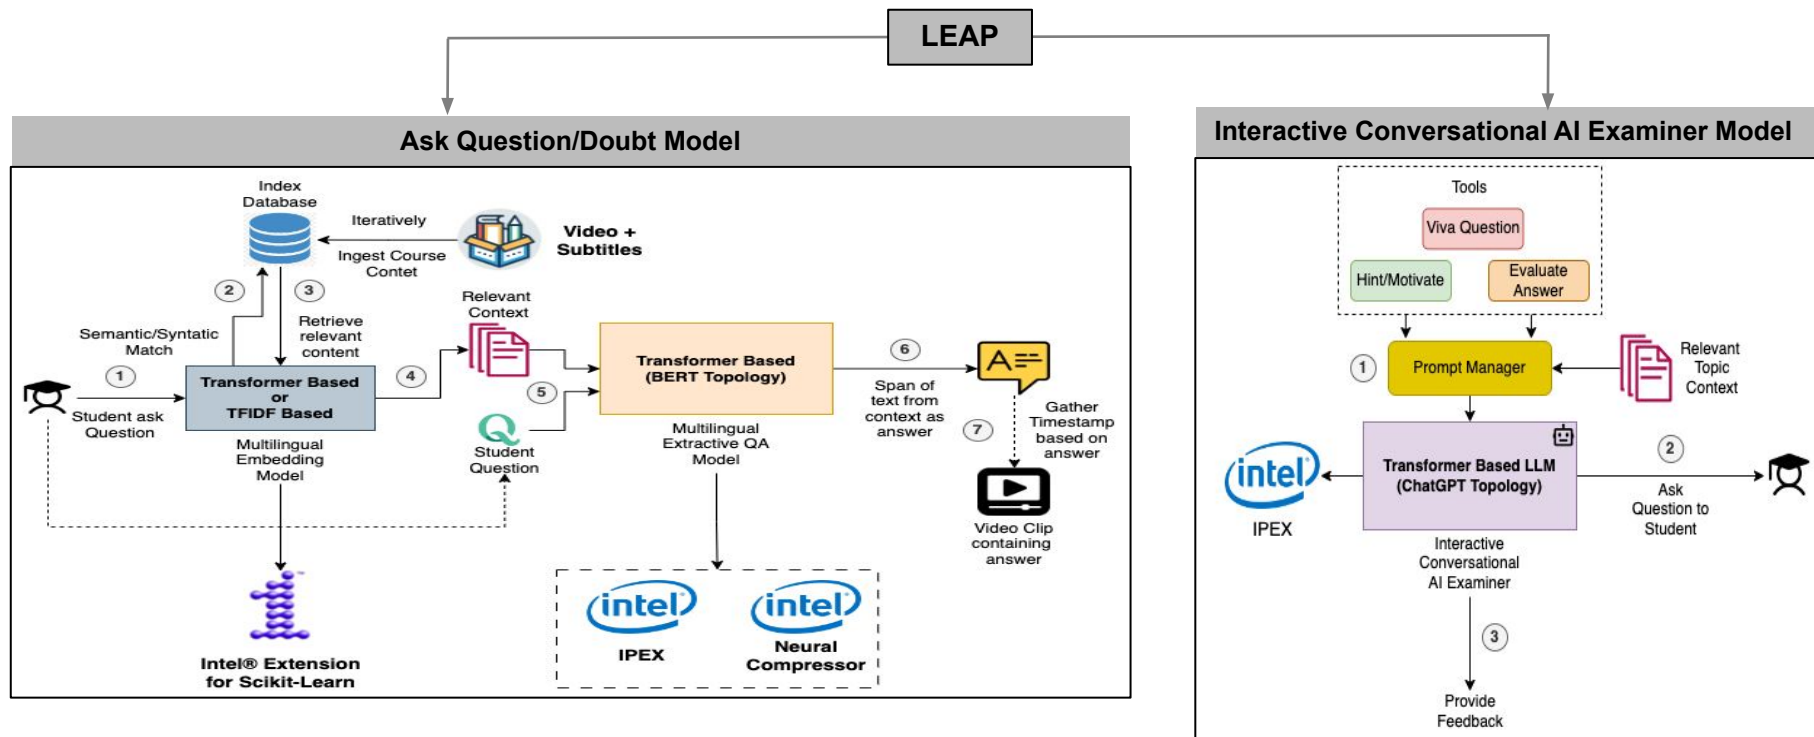 LEAP
Ask Question/Doubt Model
Index
Database
Iteratively
Ingest Course
Contet
Video +
Subtitles
2
3
Semantic/Syntatic
Match
Retrieve
relevant
content
Relevant
Context
1
Student ask
Question
Transformer Based
or
TFIDF Based
Multilingual
Embedding
Model
4
5
Q
Student
Question
Transformer Based
(BERT Topology)
Multilingual
Extractive QA
Model
6
Span of
text from
context as
answer
A
7
Gather
Timestamp
based on
answer
Video Clip
containing
answer
Intel® Extension
for Scikit-Learn
intel
IPEX
intel
Neural
Compressor
Interactive Conversational AI Examiner Model
Tools
Viva Question
Hint/Motivate
Evaluate
Answer
1
Prompt Manager
Relevant
Topic
Context
Transformer Based LLM
(ChatGPT Topology)
intel
IPEX
2
Ask
Question to
Student
Interactive
Conversational
AI Examiner
3
Provide
Feedback